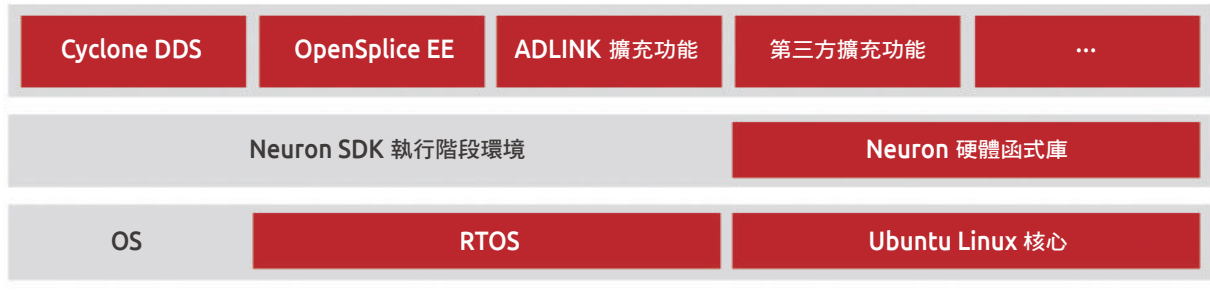 Cyclone DDS
OpenSplice EE
ADLINK 擴充功能
第三方擴充功能
...
Neuron SDK 執行階段環境
Neuron 硬體函式庫
OS
RTOS
Ubuntu Linux 核心